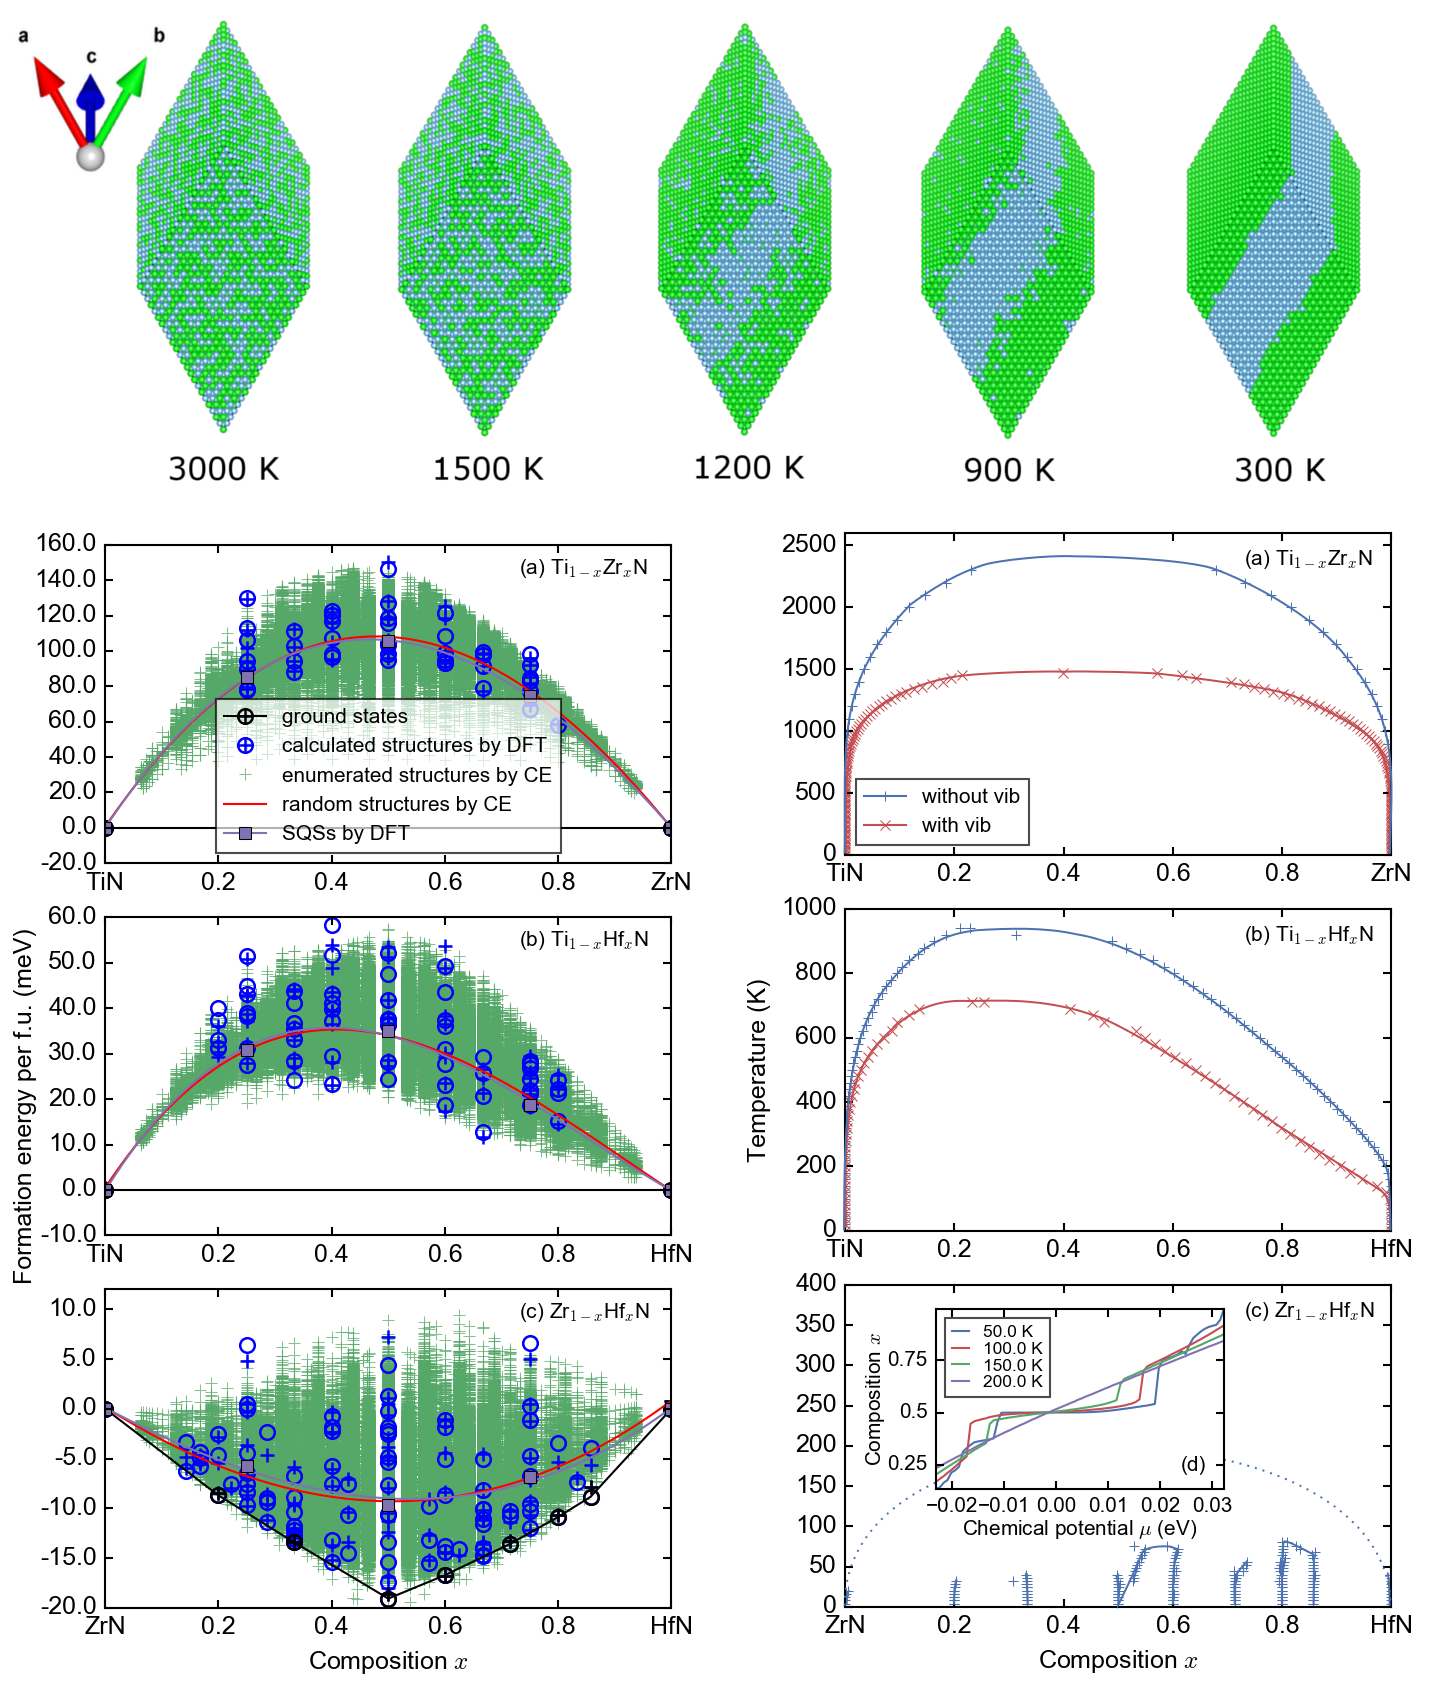 a
b
c
3000 K
1500 K
1200 K
900 K
300 K
Formation energy per f.u. (meV)
160.0
140.0
120.0
100.0
80.0
60.0
40.0
20.0
0.0
-20.0
(a) Ti₁₋ₓZrₓN
ground states
calculated structures by DFT
enumerated structures by CE
random structures by CE
SQSs by DFT
TiN 0.2 0.4 0.6 0.8 ZrN
60.0
50.0
40.0
30.0
20.0
10.0
0.0
-10.0
(b) Ti₁₋ₓHfₓN
TiN 0.2 0.4 0.6 0.8 HfN
10.0
5.0
0.0
-5.0
-10.0
-15.0
-20.0
(c) Zr₁₋ₓHfₓN
ZrN 0.2 0.4 0.6 0.8 HfN
Composition x
Temperature (K)
2500
2000
1500
1000
500
0
(a) Ti₁₋ₓZrₓN
without vib
with vib
TiN 0.2 0.4 0.6 0.8 ZrN
1000
800
600
400
200
0
(b) Ti₁₋ₓHfₓN
TiN 0.2 0.4 0.6 0.8 HfN
400
350
300
250
200
150
100
50
0
(c) Zr₁₋ₓHfₓN
50.0 K
100.0 K
150.0 K
200.0 K
Composition x
0.75
0.5
0.25
(d)
−0.02 −0.01 0.00 0.01 0.02 0.03
Chemical potential μ (eV)
ZrN 0.2 0.4 0.6 0.8 HfN
Composition x